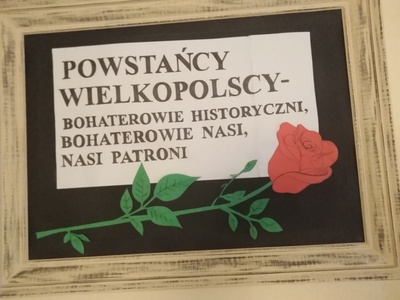 POWSTAŃCY
WIELKOPOLSCY-
BOHATEROWIE HISTORYCZNI,
BOHATEROWIE NASI,
NASI PATRONI